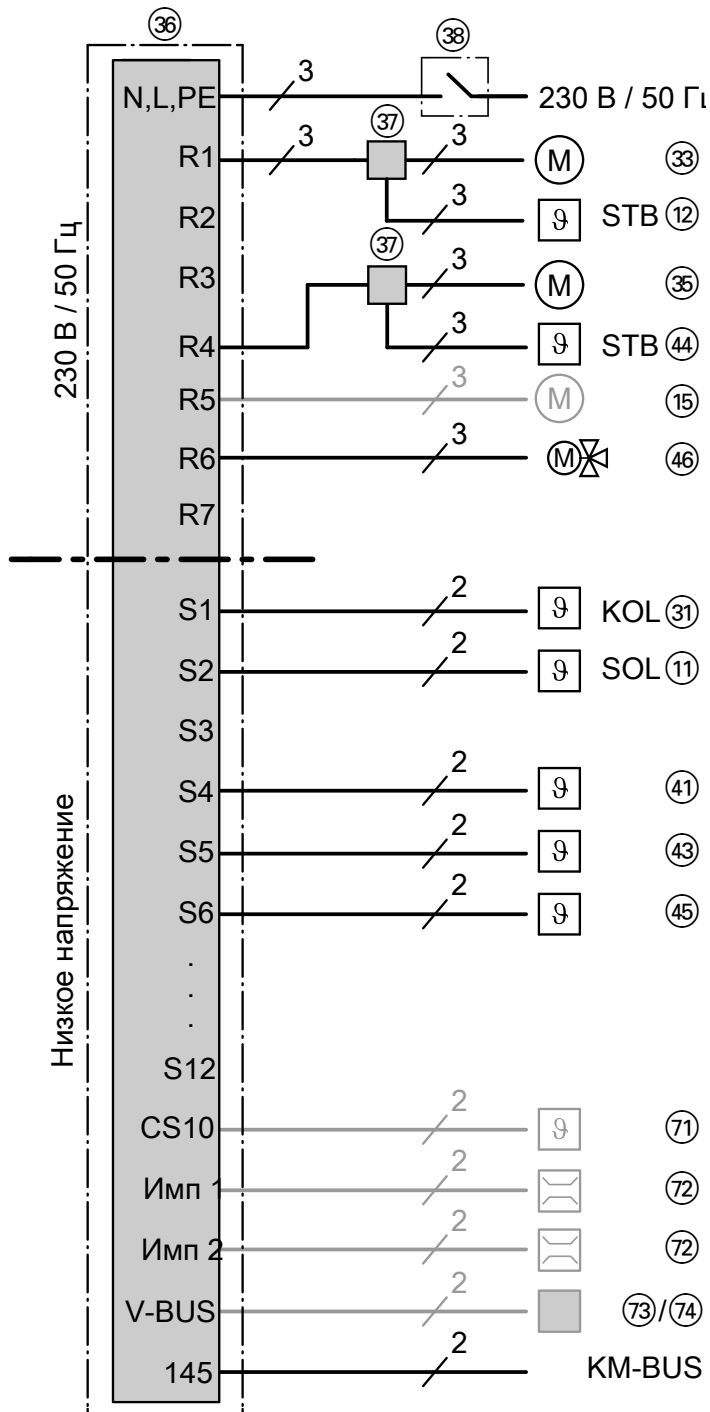 36
38
N,L,PE 3 230 В / 50 Гц
37
R1 3 3 M 33
R2 3 ϑ STB 12
37
R3 3 M 35
R4 3 ϑ STB 44
R5 3 M 15
R6 3 M 46
R7
230 В / 50 Гц
S1 2 ϑ KOL 31
S2 2 ϑ SOL 11
S3
S4 2 ϑ 41
S5 2 ϑ 43
S6 2 ϑ 45
.
.
.
S12
CS10 2 ϑ 71
Имп 1 2 72
Имп 2 2 72
V-BUS 2 73/74
145 2 KM-BUS
Низкое напряжение